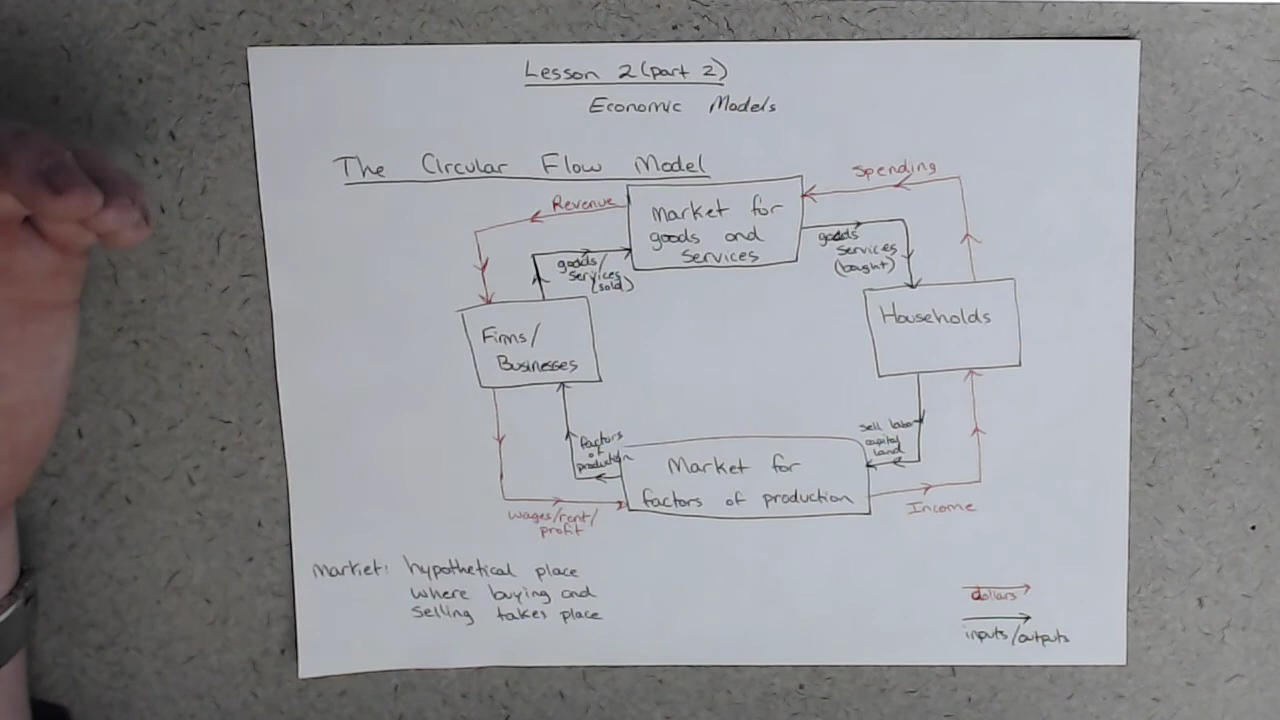 Lesson 2 (part 2)
Economic Models
The Circular Flow Model
Spending
Revenue
Market for
goods and
services
goods/
services
(sold)
goods
services
(bought)
Firms/
Businesses
Households
factors
of
production
sell labor
capital
land
Market for
factors of production
wages/rent/
profit
Income
market: hypothetical place
where buying and
selling takes place
dollars
inputs/outputs